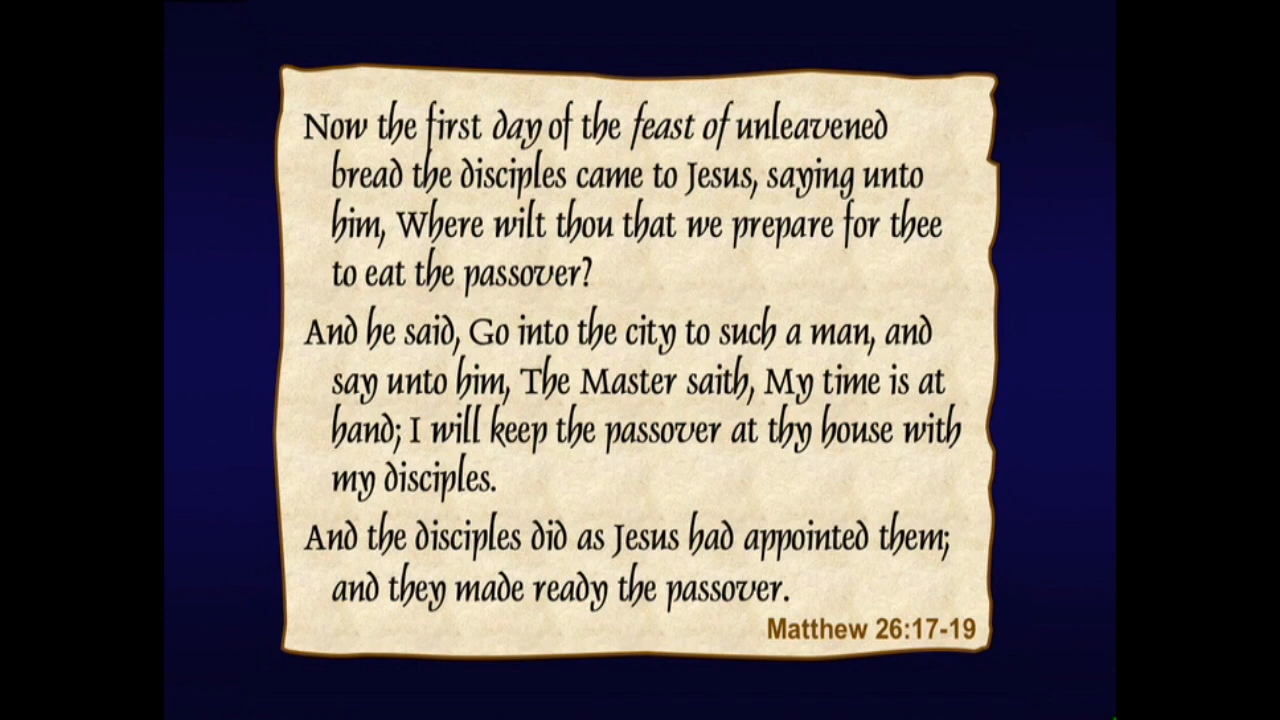 Now the first day of the feast of unleavened
bread the disciples came to Jesus, saying unto
him, Where wilt thou that we prepare for thee
to eat the passover?
And he said, Go into the city to such a man, and
say unto him, The Master saith, My time is at
hand; I will keep the passover at thy house with
my disciples.
And the disciples did as Jesus had appointed them;
and they made ready the passover.
Matthew 26:17-19